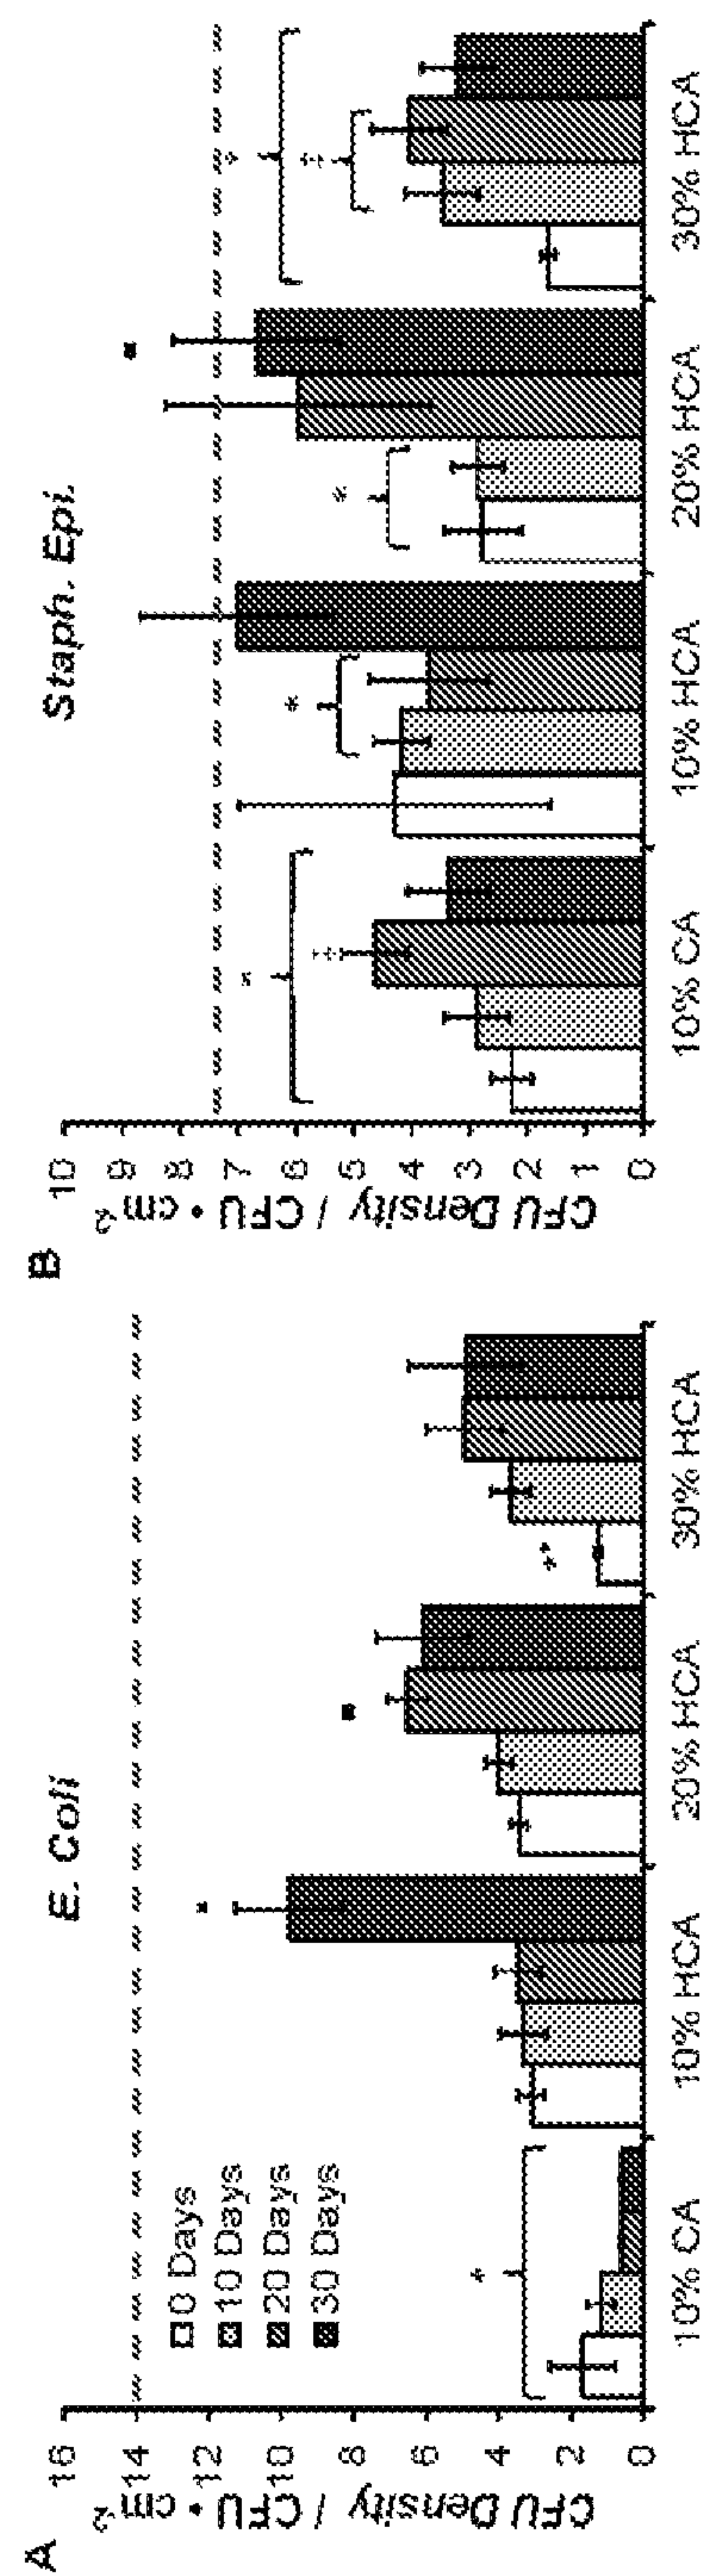 A
E. Coli
CFU Density / CFU • cm-2
16
14
12
10
8
6
4
2
0
0 Days
10 Days
20 Days
30 Days
*
*
10% CA
10% HCA
20% HCA
30% HCA
B
Staph. Epi.
CFU Density / CFU • cm-2
10
9
8
7
6
5
4
3
2
1
0
*
*
10% CA
10% HCA
20% HCA
30% HCA